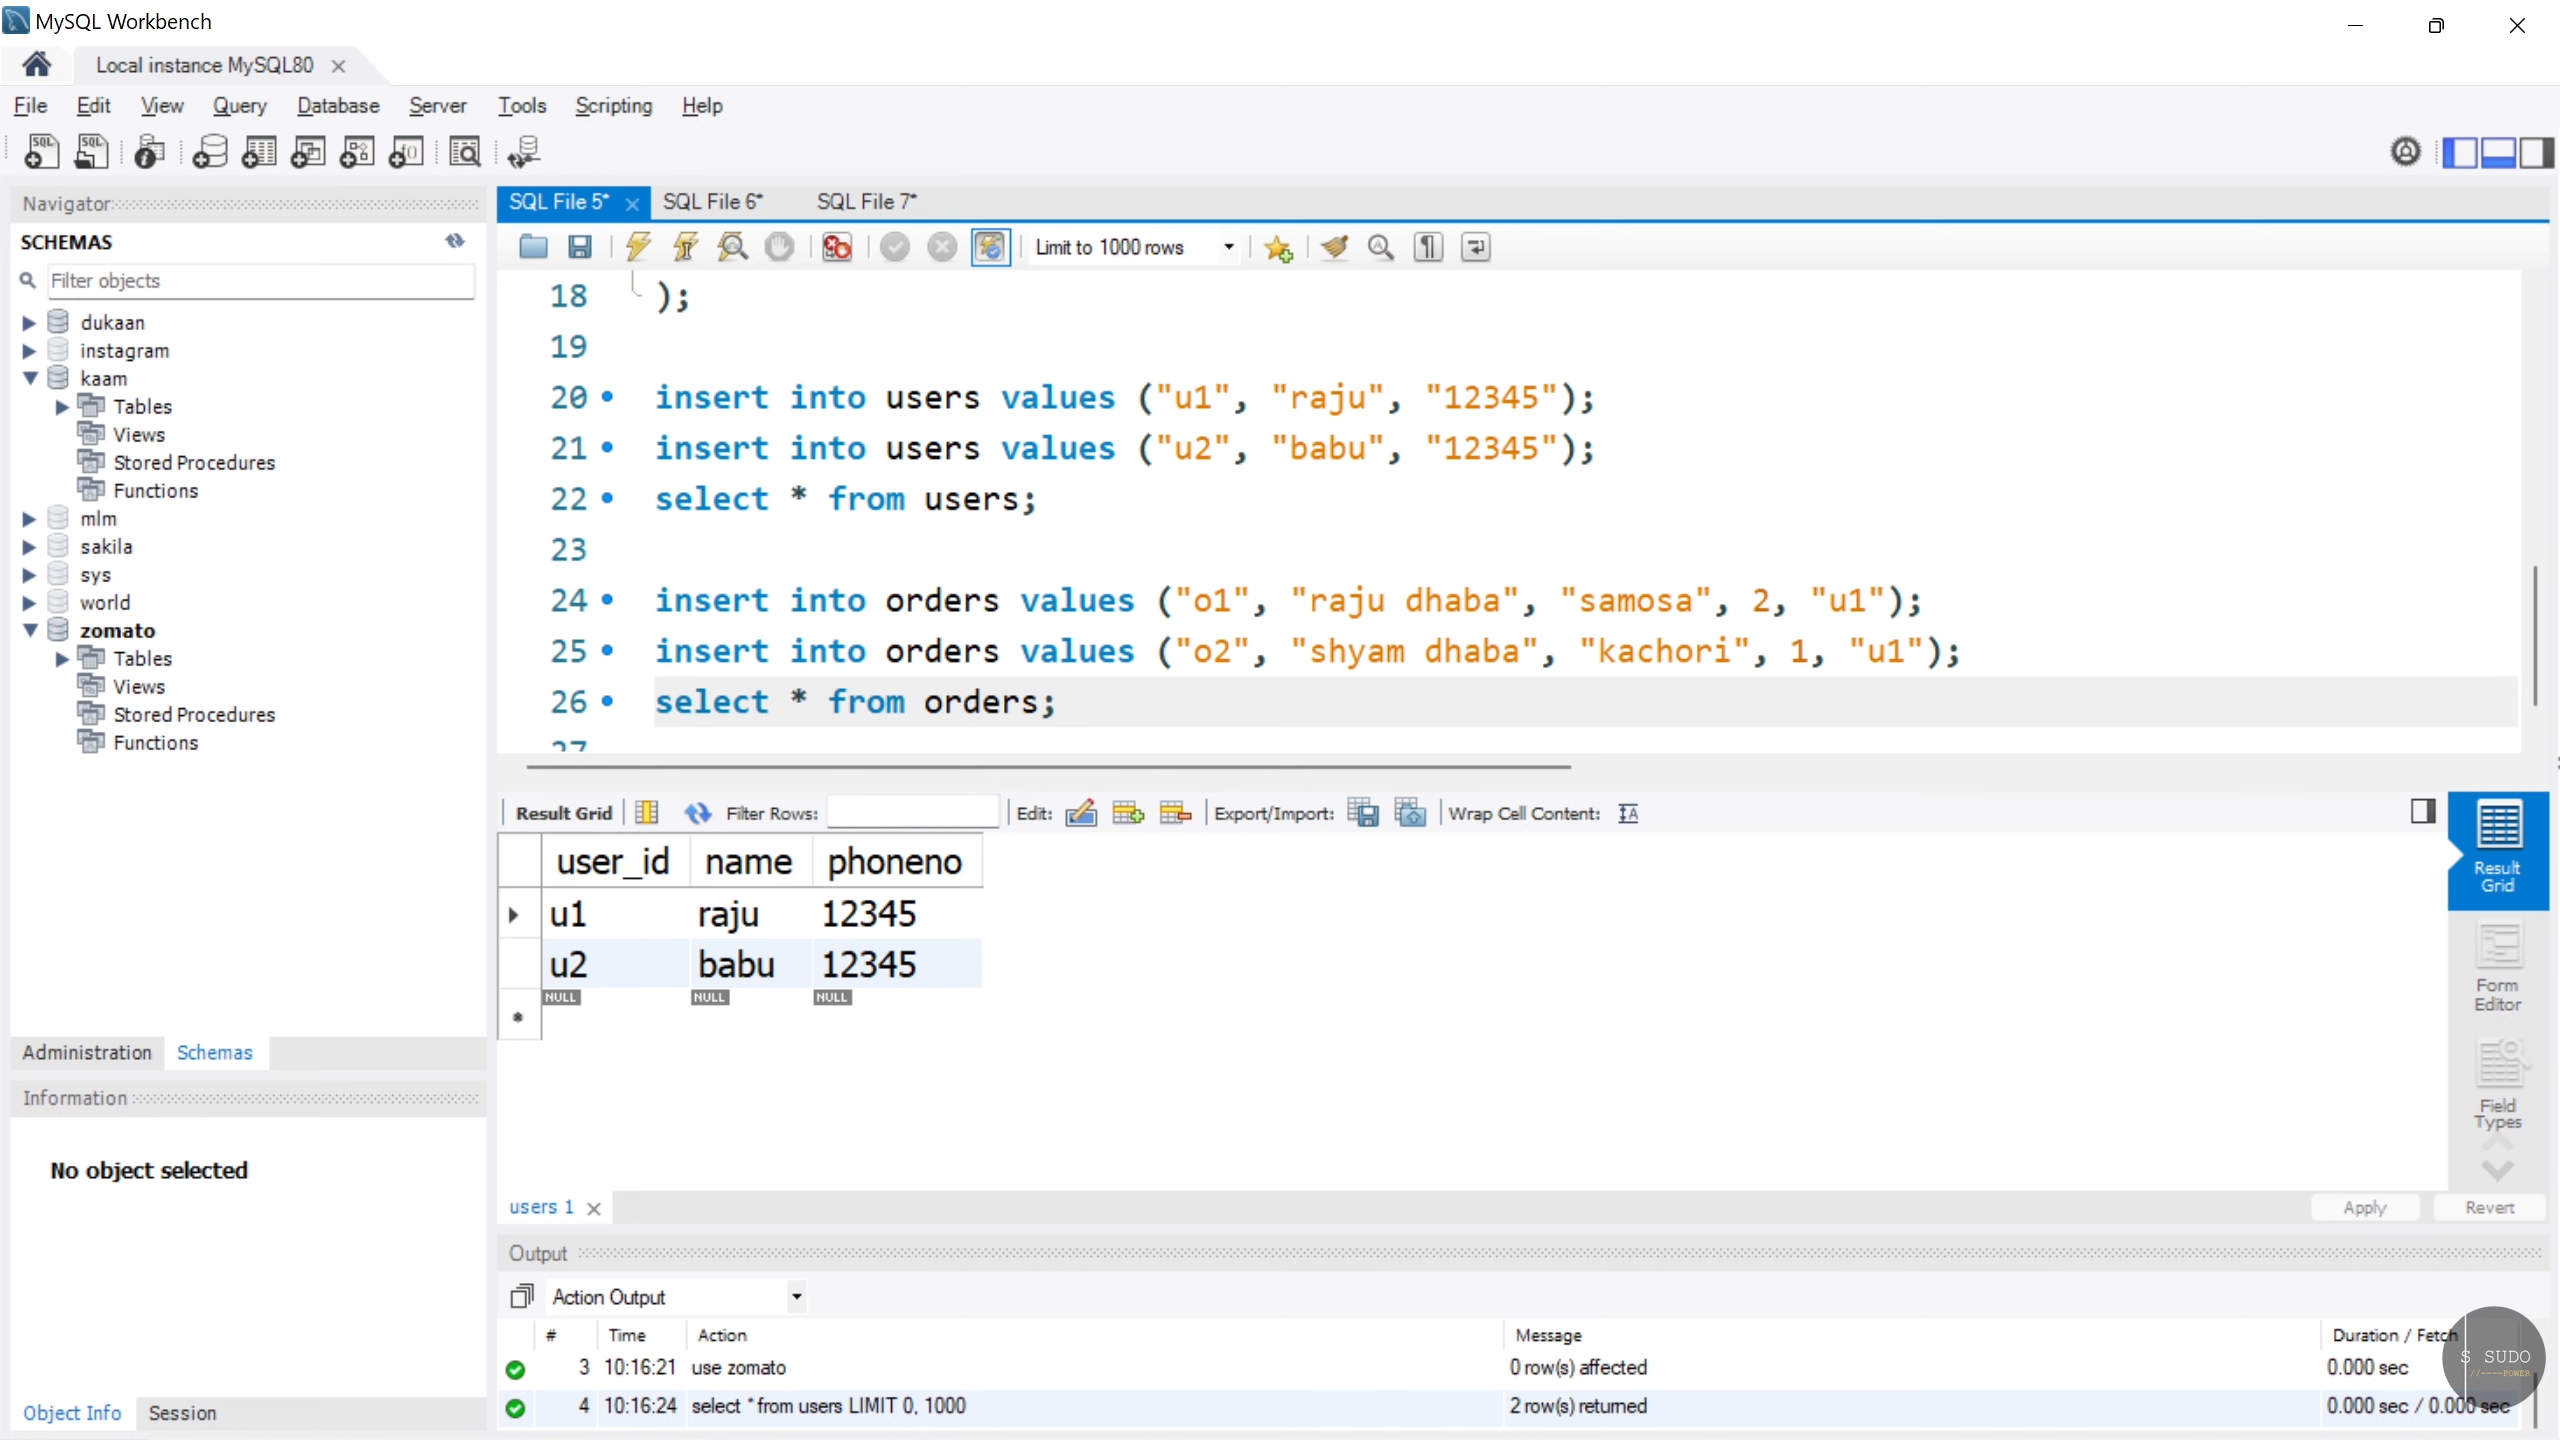 MySQL Workbench
Local instance MySQL80
File Edit View Query Database Server Tools Scripting Help
Navigator
SCHEMAS
Filter objects
dukaan
instagram
kaam
Tables
Views
Stored Procedures
Functions
mlm
sakila
sys
world
zomato
Tables
Views
Stored Procedures
Functions
Administration Schemas
Information
No object selected
Object Info Session
SQL File 5* SQL File 6* SQL File 7*
Limit to 1000 rows
18 );
19
20 insert into users values ("u1", "raju", "12345");
21 insert into users values ("u2", "babu", "12345");
22 select * from users;
23
24 insert into orders values ("o1", "raju dhaba", "samosa", 2, "u1");
25 insert into orders values ("o2", "shyam dhaba", "kachori", 1, "u1");
26 select * from orders;
27
Result Grid Filter Rows: Edit: Export/Import: Wrap Cell Content:
user_id name phoneno
u1 raju 12345
u2 babu 12345
NULL NULL NULL
Result
Grid
Form
Editor
Field
Types
users 1
Apply Revert
Output
Action Output
# Time Action Message Duration / Fetch
3 10:16:21 use zomato 0 row(s) affected 0.000 sec
4 10:16:24 select * from users LIMIT 0, 1000 2 row(s) returned 0.000 sec / 0.000 sec
S SUDO
//----POWER